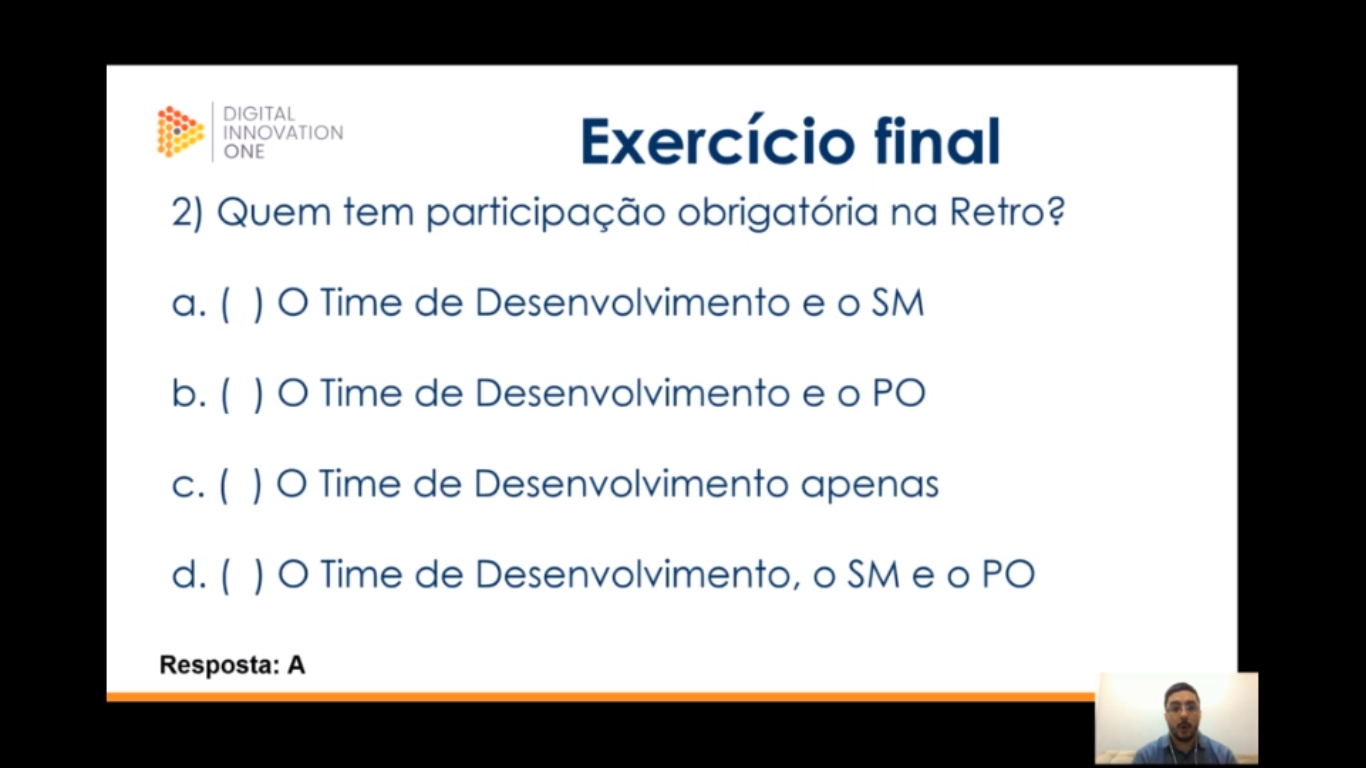 DIGITAL
INNOVATION
ONE
Exercício final
2) Quem tem participação obrigatória na Retro?
a. ( ) O Time de Desenvolvimento e o SM
b. ( ) O Time de Desenvolvimento e o PO
c. ( ) O Time de Desenvolvimento apenas
d. ( ) O Time de Desenvolvimento, o SM e o PO
Resposta: A